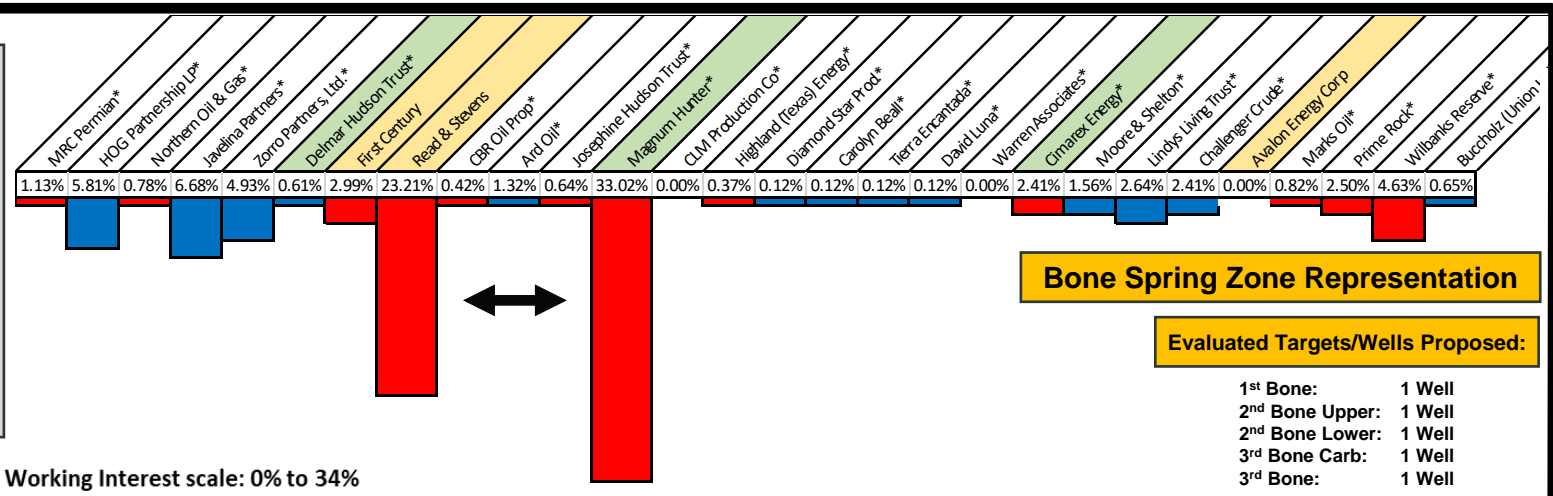 MRC Permian*
HOG Partnership LP*
Northern Oil & Gas*
Javelina Partners*
Zorro Partners, Ltd.*
Delmar Hudson Trust*
First Century
Read & Stevens
CBR Oil Prop*
Ard Oil*
Josephine Hudson Trust*
Magnum Hunter*
CLM Production Co*
Highland (Texas) Energy*
Diamond Star Prod*
Carolyn Beall*
Tierra Encantada*
David Luna*
Warren Associates*
Cimarex Energy*
Moore & Shelton*
Lindys Living Trust*
Challenger Crude*
Avalon Energy Corp
Marks Oil*
Prime Rock*
Wilbanks Reserve*
Buccholz (Union
1.13% 5.81% 0.78% 6.68% 4.93% 0.61% 2.99% 23.21% 0.42% 1.32% 0.64% 33.02% 0.00% 0.37% 0.12% 0.12% 0.12% 0.12% 0.00% 2.41% 1.56% 2.64% 2.41% 0.00% 0.82% 2.50% 4.63% 0.65%
Bone Spring Zone Representation
Evaluated Targets/Wells Proposed:
1st Bone: 1 Well
2nd Bone Upper: 1 Well
2nd Bone Lower: 1 Well
3rd Bone Carb: 1 Well
3rd Bone: 1 Well
Working Interest scale: 0% to 34%